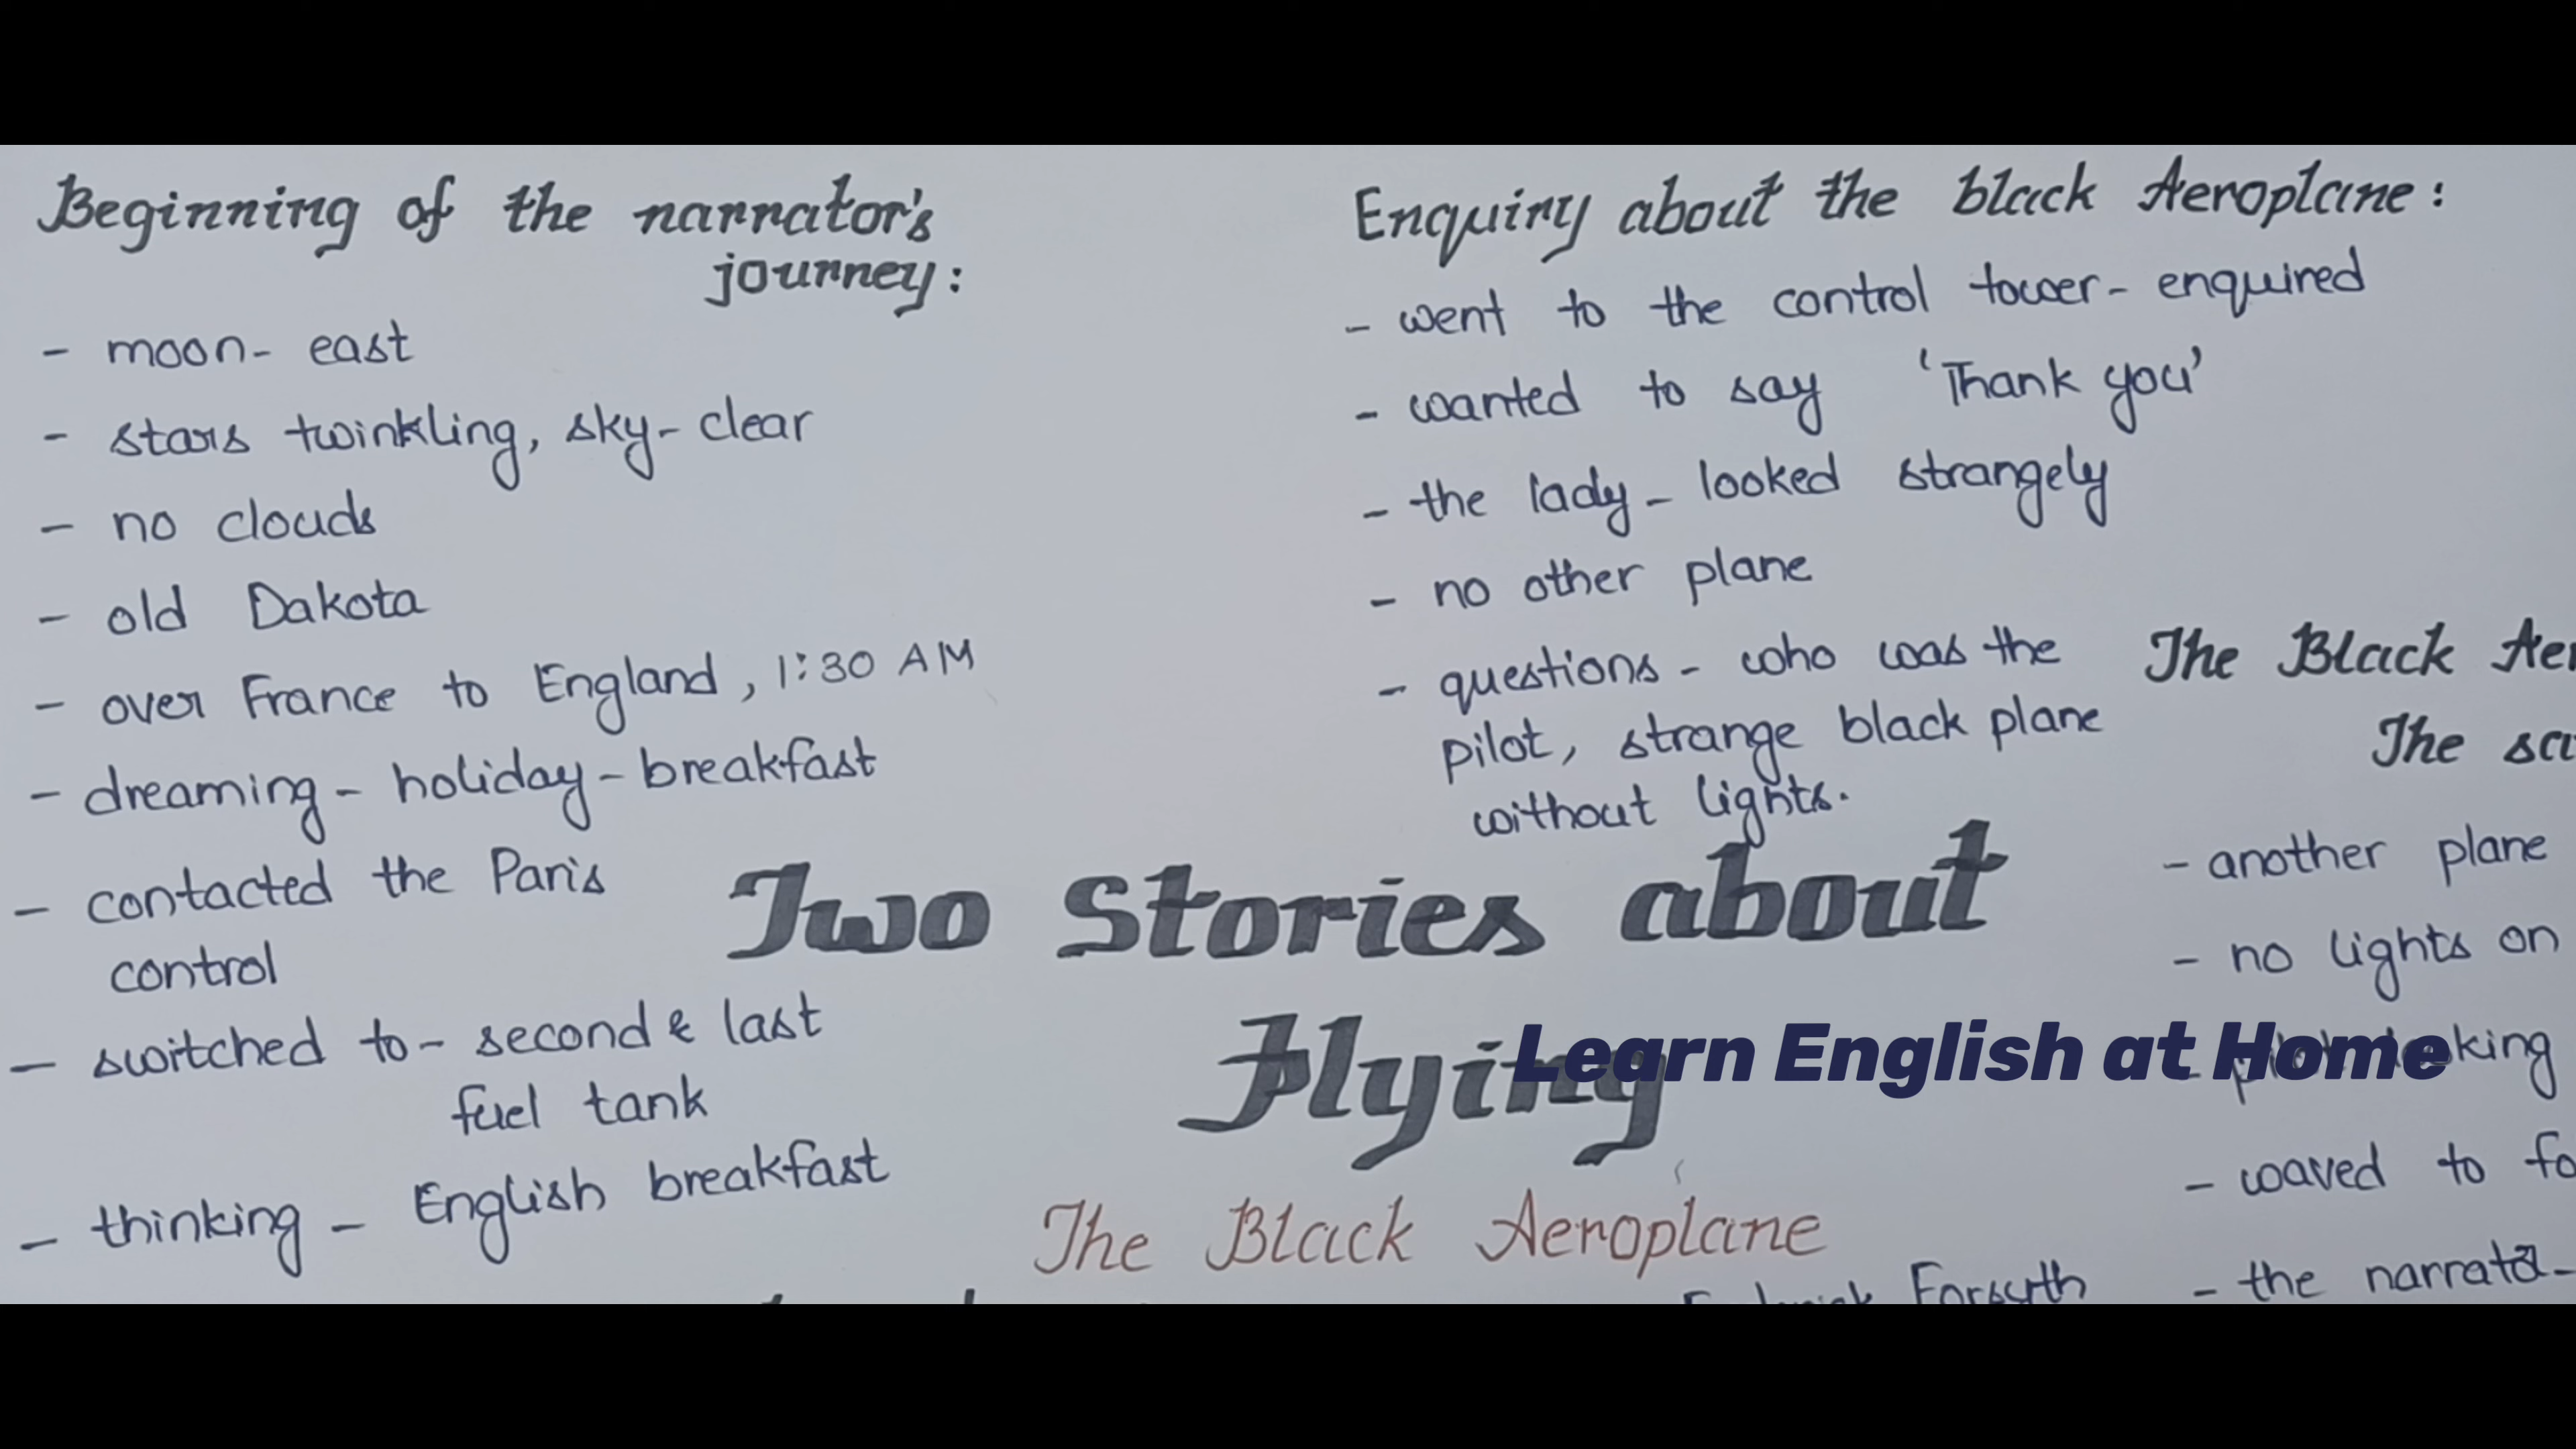 Beginning of the narrator's
journey:
- moon- east
- stars twinkling, sky- clear
- no clouds
- old Dakota
- over France to England, 1:30 AM
- dreaming - holiday - breakfast
- contacted the Paris
control
- switched to - second & last
fuel tank
- thinking - English breakfast
Enquiry about the black Aeroplane:
- went to the control tower - enquired
- wanted to say 'Thank you'
- the lady - looked strangely
- no other plane
- questions - who was the
pilot, strange black plane
without lights.
Two Stories about
Flying
Learn English at Home
The Black Aeroplane
Forsyth
The Black
The
- another plane
- no lights on
- waved to
- the narrator-